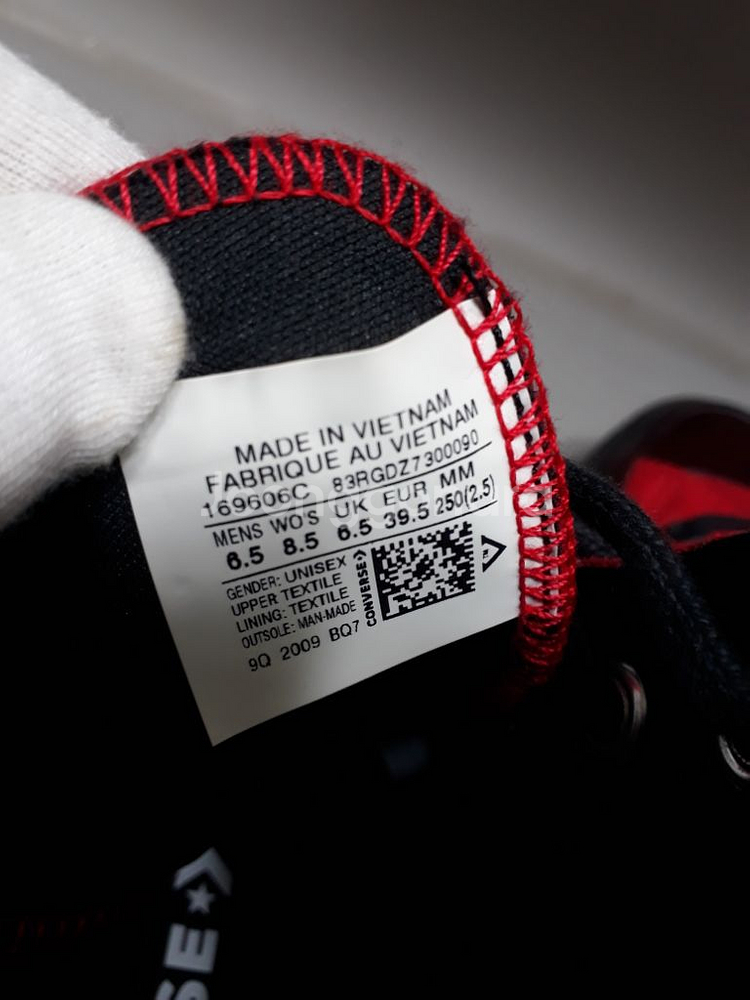 MADE IN VIETNAM
FABRIQUE AU VIETNAM
169606C 83RGDZ7300090
MENS WO'S UK EUR MM
6.5 8.5 6.5 39.5 250(2.5)
GENDER: UNISEX
UPPER TEXTILE
LINING: TEXTILE
OUTSOLE: MAN-MADE
9Q 2009 BQ7
CONVERSE
SE